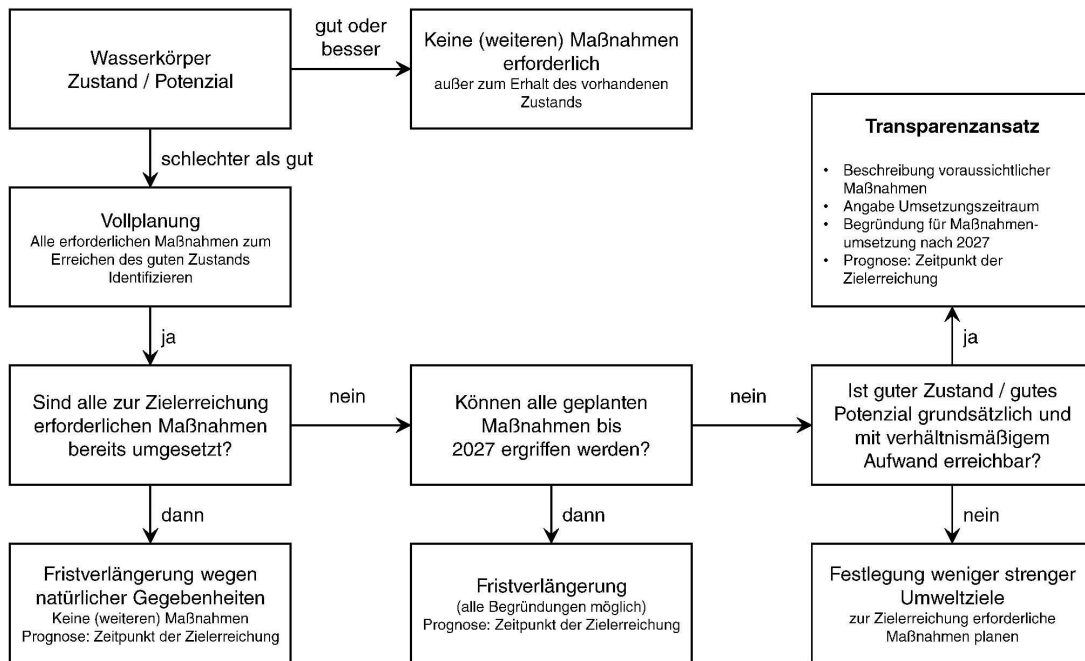 Wasserkörper
Zustand / Potenzial
gut oder
besser
Keine (weiteren) Maßnahmen
erforderlich
außer zum Erhalt des vorhandenen
Zustands
schlechter als gut
Vollplanung
Alle erforderlichen Maßnahmen zum
Erreichen des guten Zustands
Identifizieren
Transparenzansatz
• Beschreibung voraussichtlicher
Maßnahmen
• Angabe Umsetzungszeitraum
• Begründung für Maßnahmen-
umsetzung nach 2027
• Prognose: Zeitpunkt der
Zielerreichung
ja
ja
Sind alle zur Zielerreichung
erforderlichen Maßnahmen
bereits umgesetzt?
nein
Können alle geplanten
Maßnahmen bis
2027 ergriffen werden?
nein
Ist guter Zustand / gutes
Potenzial grundsätzlich und
mit verhältnismäßigem
Aufwand erreichbar?
dann
dann
nein
Fristverlängerung wegen
natürlicher Gegebenheiten
Keine (weiteren) Maßnahmen
Prognose: Zeitpunkt der Zielerreichung
Fristverlängerung
(alle Begründungen möglich)
Prognose: Zeitpunkt der Zielerreichung
Festlegung weniger strenger
Umweltziele
zur Zielerreichung erforderliche
Maßnahmen planen